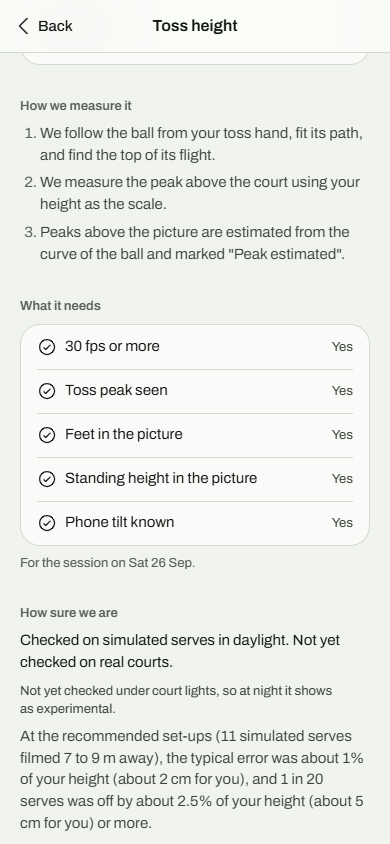 Back
Toss height
How we measure it
1. We follow the ball from your toss hand, fit its path,
and find the top of its flight.
2. We measure the peak above the court using your
height as the scale.
3. Peaks above the picture are estimated from the
curve of the ball and marked "Peak estimated".
What it needs
30 fps or more Yes
Toss peak seen Yes
Feet in the picture Yes
Standing height in the picture Yes
Phone tilt known Yes
For the session on Sat 26 Sep.
How sure we are
Checked on simulated serves in daylight. Not yet
checked on real courts.
Not yet checked under court lights, so at night it shows
as experimental.
At the recommended set-ups (11 simulated serves
filmed 7 to 9 m away), the typical error was about 1%
of your height (about 2 cm for you), and 1 in 20
serves was off by about 2.5% of your height (about 5
cm for you) or more.